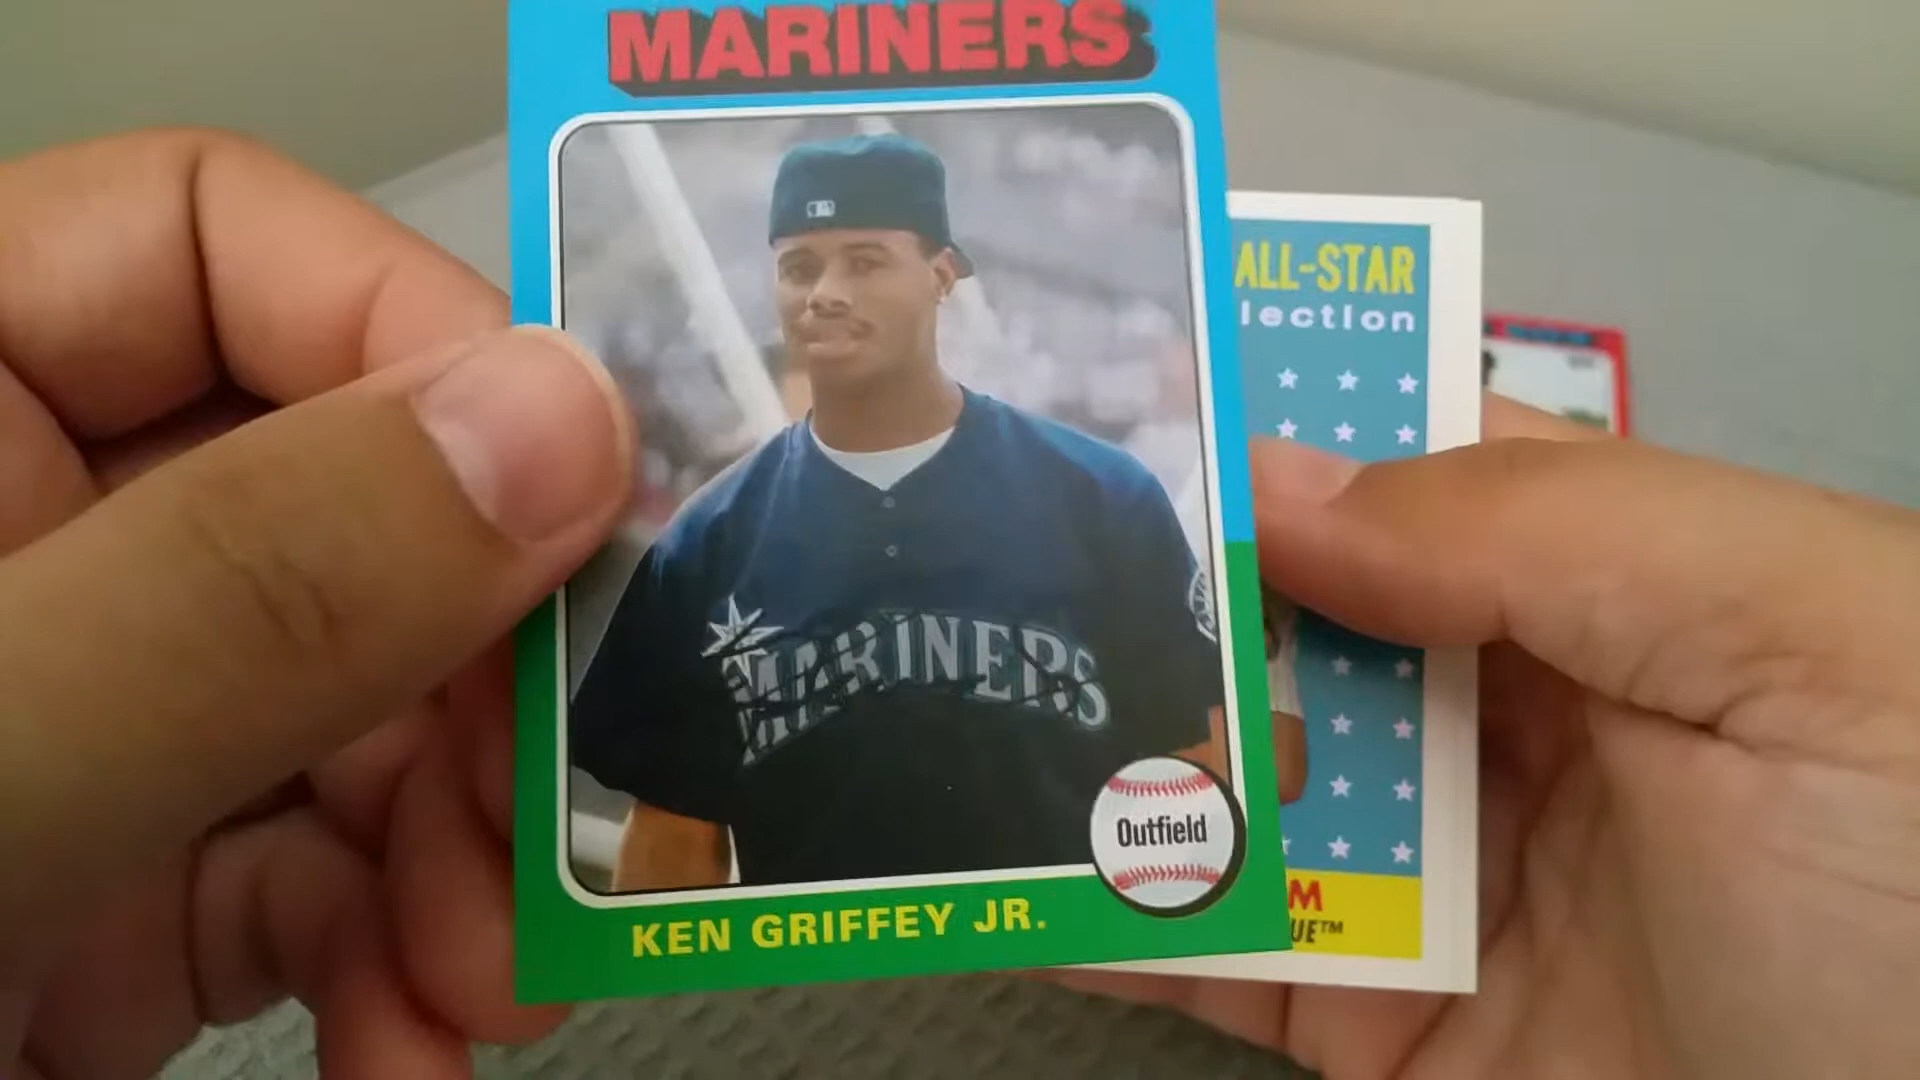 MARINERS
MARINERS
Outfield
KEN GRIFFEY JR.
ALL-STAR
lection
M
UE™